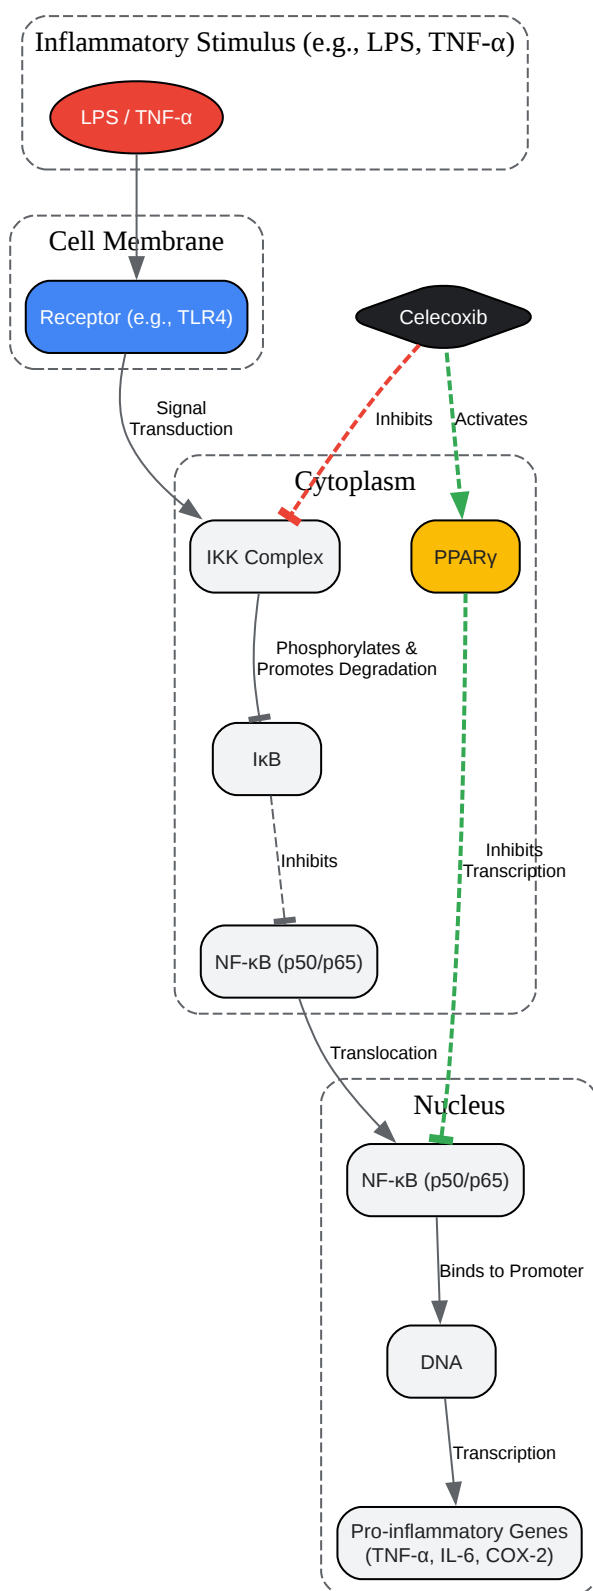 Inflammatory Stimulus (e.g., LPS, TNF-α)
LPS / TNF-α
Cell Membrane
Receptor (e.g., TLR4)
Celecoxib
Signal
Transduction
Inhibits
Activates
Cytoplasm
IKK Complex
PPARγ
Phosphorylates &
Promotes Degradation
IκB
Inhibits
Inhibits
Transcription
NF-κB (p50/p65)
Translocation
Nucleus
NF-κB (p50/p65)
Binds to Promoter
DNA
Transcription
Pro-inflammatory Genes
(TNF-α, IL-6, COX-2)